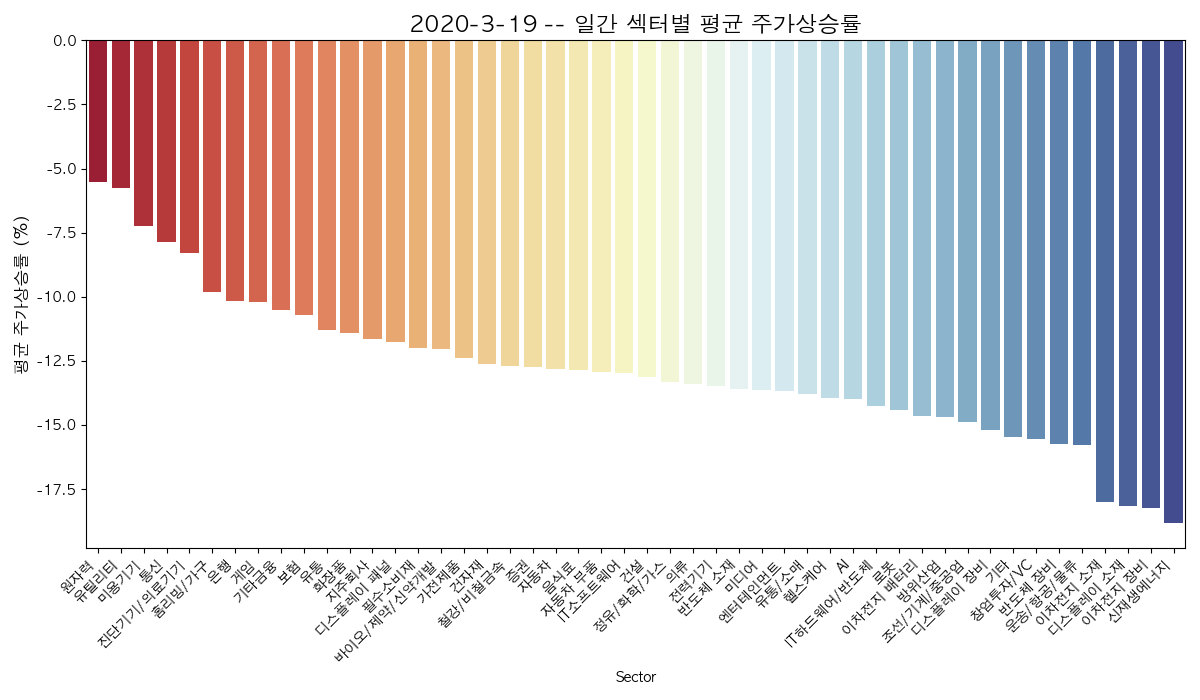 2020-3-19 -- 일간 섹터별 평균 주가상승률
평균 주가상승률 (%)
0.0
-2.5
-5.0
-7.5
-10.0
-12.5
-15.0
-17.5
원자력
유틸리티
미용기기
통신
진단기기/의료기기
홈리빙/가구
은행
게임
기타금융
보험
유통
화장품
지주회사
디스플레이 패널
필수소비재
바이오/제약/신약개발
가전제품
건자재
철강/비철금속
증권
자동차
음식료
자동차 부품
IT소프트웨어
건설
정유/화학/가스
의류
전력기기
반도체 소재
미디어
엔터테인먼트
유통/소매
헬스케어
AI
IT하드웨어/반도체
로봇
이차전지 배터리
방위산업
조선/기계/중공업
디스플레이 장비
기타
창업투자/VC
반도체 장비
운송/항공/물류
이차전지 소재
디스플레이 소재
이차전지 장비
신재생에너지
Sector